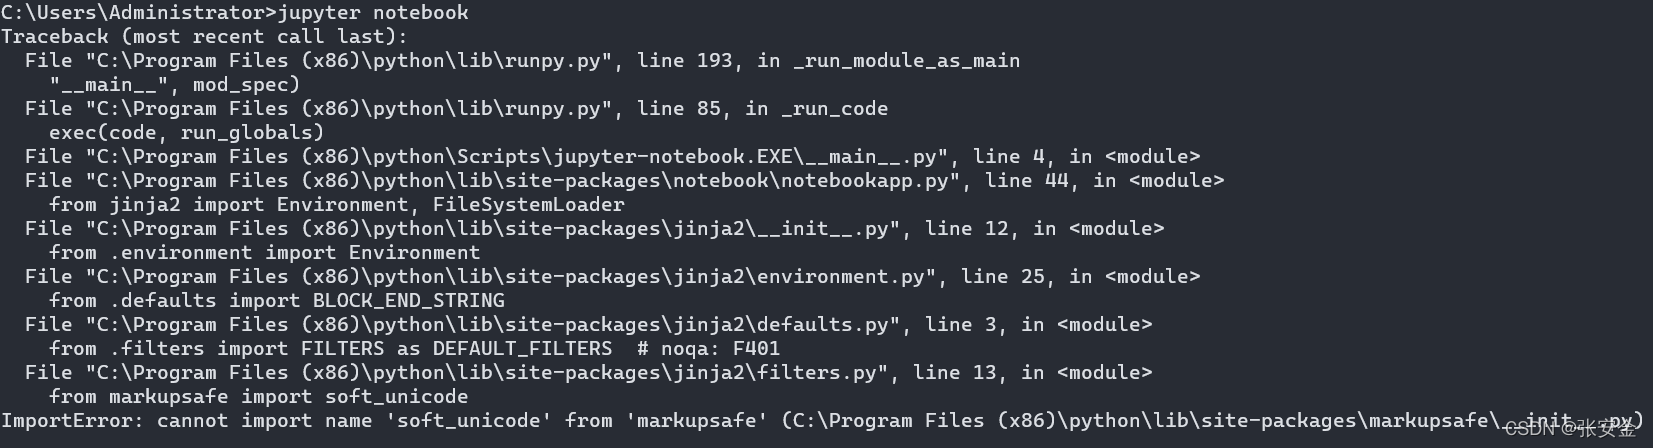 C:\Users\Administrator>jupyter notebook
Traceback (most recent call last):
  File "C:\Program Files (x86)\python\lib\runpy.py", line 193, in _run_module_as_main
    "__main__", mod_spec)
  File "C:\Program Files (x86)\python\lib\runpy.py", line 85, in _run_code
    exec(code, run_globals)
  File "C:\Program Files (x86)\python\Scripts\jupyter-notebook.EXE\__main__.py", line 4, in <module>
  File "C:\Program Files (x86)\python\lib\site-packages\notebook\notebookapp.py", line 44, in <module>
    from jinja2 import Environment, FileSystemLoader
  File "C:\Program Files (x86)\python\lib\site-packages\jinja2\__init__.py", line 12, in <module>
    from .environment import Environment
  File "C:\Program Files (x86)\python\lib\site-packages\jinja2\environment.py", line 25, in <module>
    from .defaults import BLOCK_END_STRING
  File "C:\Program Files (x86)\python\lib\site-packages\jinja2\defaults.py", line 3, in <module>
    from .filters import FILTERS as DEFAULT_FILTERS  # noqa: F401
  File "C:\Program Files (x86)\python\lib\site-packages\jinja2\filters.py", line 13, in <module>
    from markupsafe import soft_unicode
ImportError: cannot import name 'soft_unicode' from 'markupsafe' (C:\Program Files (x86)\python\lib\site-packages\markupsafe\__init__.py)
CSDN @张安金